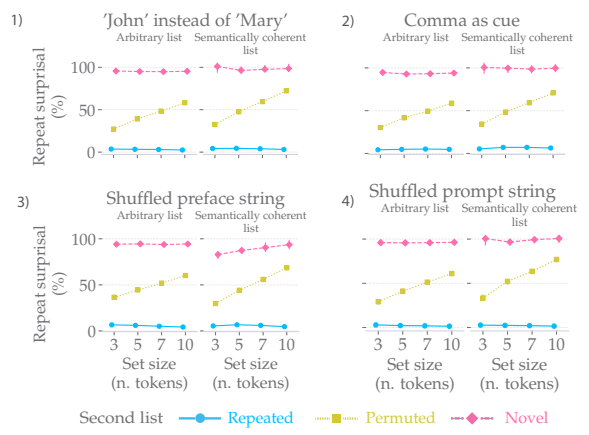 1) 'John' instead of 'Mary' 2) Comma as cue
Arbitrary list Semantically coherent list Arbitrary list Semantically coherent list
Repeat surprisal (%)
100
50
0
3) Shuffled preface string 4) Shuffled prompt string
Arbitrary list Semantically coherent list Arbitrary list Semantically coherent list
Repeat surprisal (%)
100
50
0
3 5 7 10 3 5 7 10 3 5 7 10 3 5 7 10
Set size Set size Set size Set size
(n. tokens) (n. tokens) (n. tokens) (n. tokens)
Second list Repeated Permuted Novel